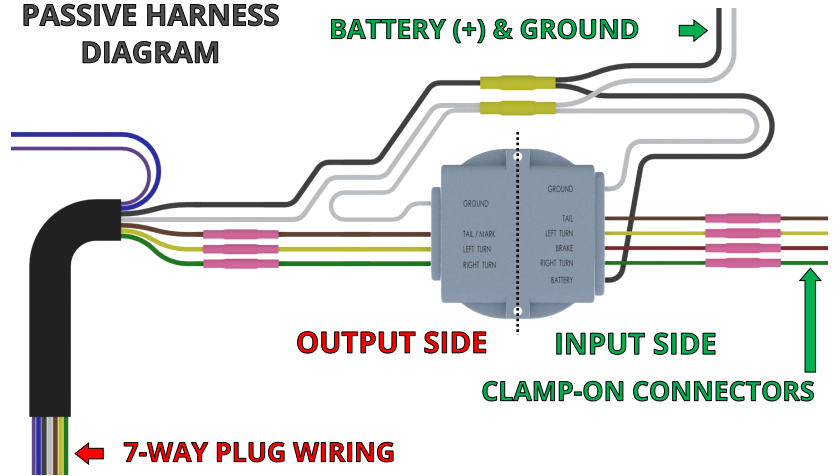 PASSIVE HARNESS
DIAGRAM
BATTERY (+) & GROUND
GROUND
TAIL / MARK
LEFT TURN
RIGHT TURN
GROUND
TAIL
LEFT TURN
BRAKE
RIGHT TURN
BATTERY
OUTPUT SIDE
INPUT SIDE
CLAMP-ON CONNECTORS
7-WAY PLUG WIRING